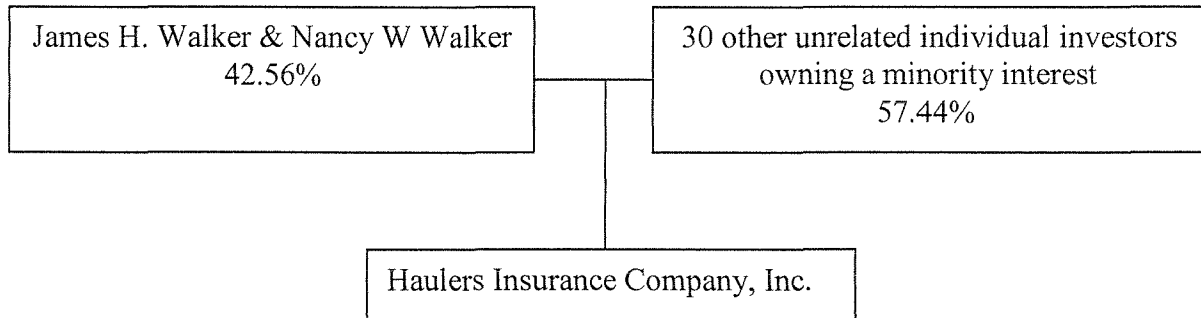 James H. Walker & Nancy W Walker
42.56%
30 other unrelated individual investors
owning a minority interest
57.44%
Haulers Insurance Company, Inc.